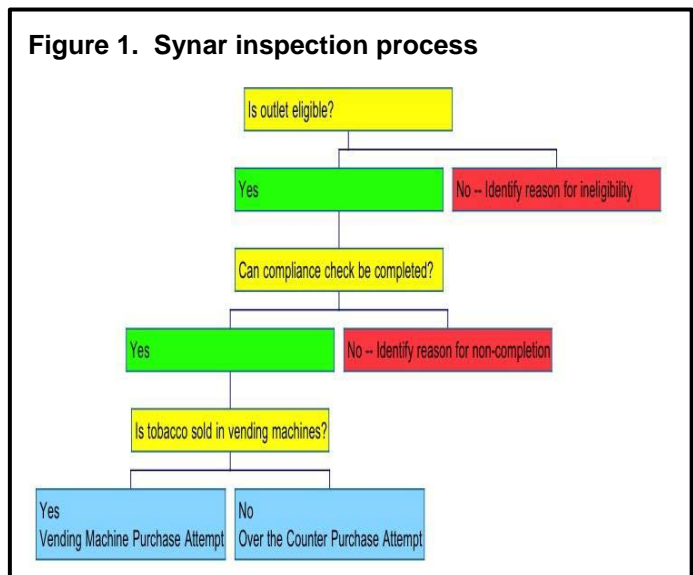 Figure 1.  Synar inspection process
Is outlet eligible?
Yes
No -- Identify reason for ineligibility
Can compliance check be completed?
Yes
No -- Identify reason for non-completion
Is tobacco sold in vending machines?
Yes
Vending Machine Purchase Attempt
No
Over the Counter Purchase Attempt